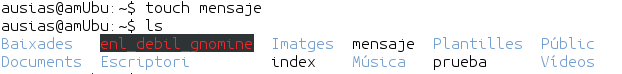 ausias@amUbu:~$ touch mensaje
ausias@amUbu:~$ ls
Baixades enl_debil_gnomine Imatges mensaje Plantilles Públic
Documents Escriptori index Música prueba Vídeos